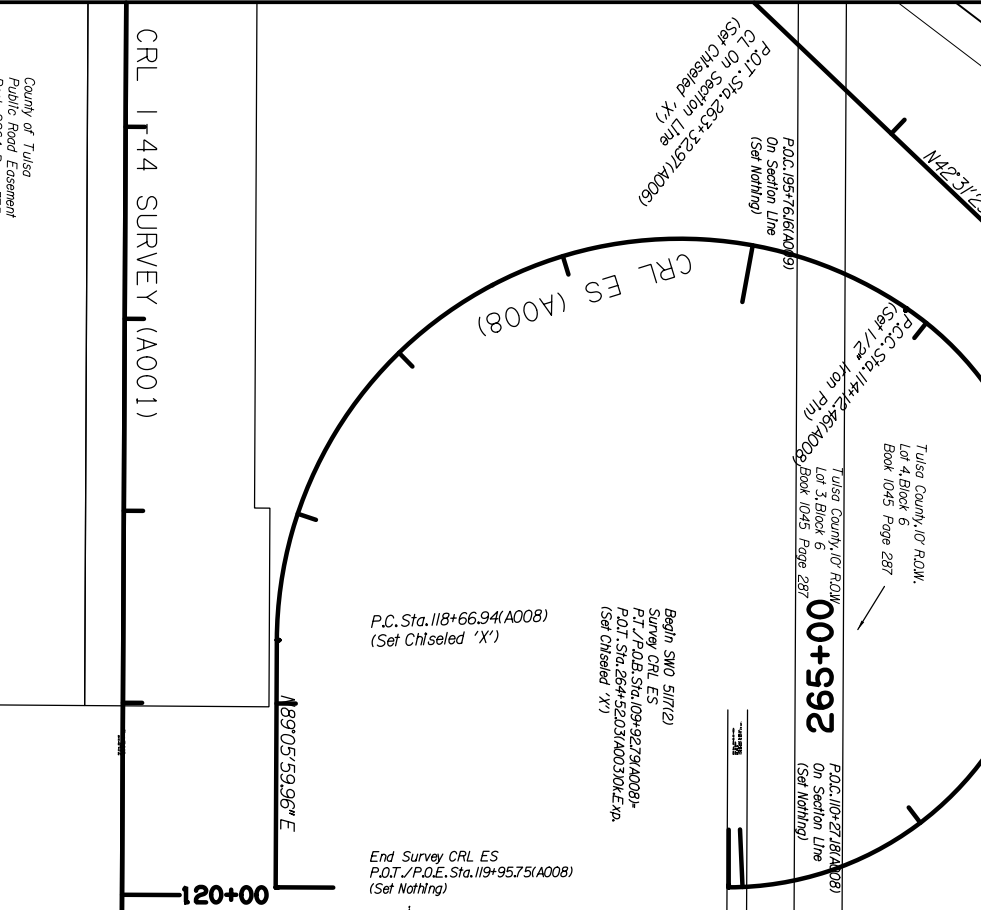 County of Tulsa
Public Road Easement
CRL I-44 SURVEY (A001)
P.O.T. Sta.263+32.97(A006)
CL On Section Line
(Set Chiseled 'X')
P.O.C.195+76.16(A009)
On Section Line
(Set Nothing)
N42°31'2
CRL ES (A008)
P.C.C. Sta.114+12.46(A008)
(Set 1/2" Iron Pin)
Tulsa County,10' R.O.W.
Lot 4,Block 6
Book 1045 Page 287
Tulsa County,10' R.O.W.
Lot 3,Block 6
Book 1045 Page 287
265+00
P.C. Sta.118+66.94(A008)
(Set Chiseled 'X')
Begin SWO 5117(2)
Survey CRL ES
P.T./P.O.B. Sta.109+92.79(A008)=
P.O.T. Sta.264+52.03(A003)Ok.Exp.
(Set Chiseled 'X')
N89°05'59.96" E
P.O.C.110+27.18(A008)
On Section Line
(Set Nothing)
End Survey CRL ES
P.O.T./P.O.E. Sta.119+95.75(A008)
(Set Nothing)
120+00